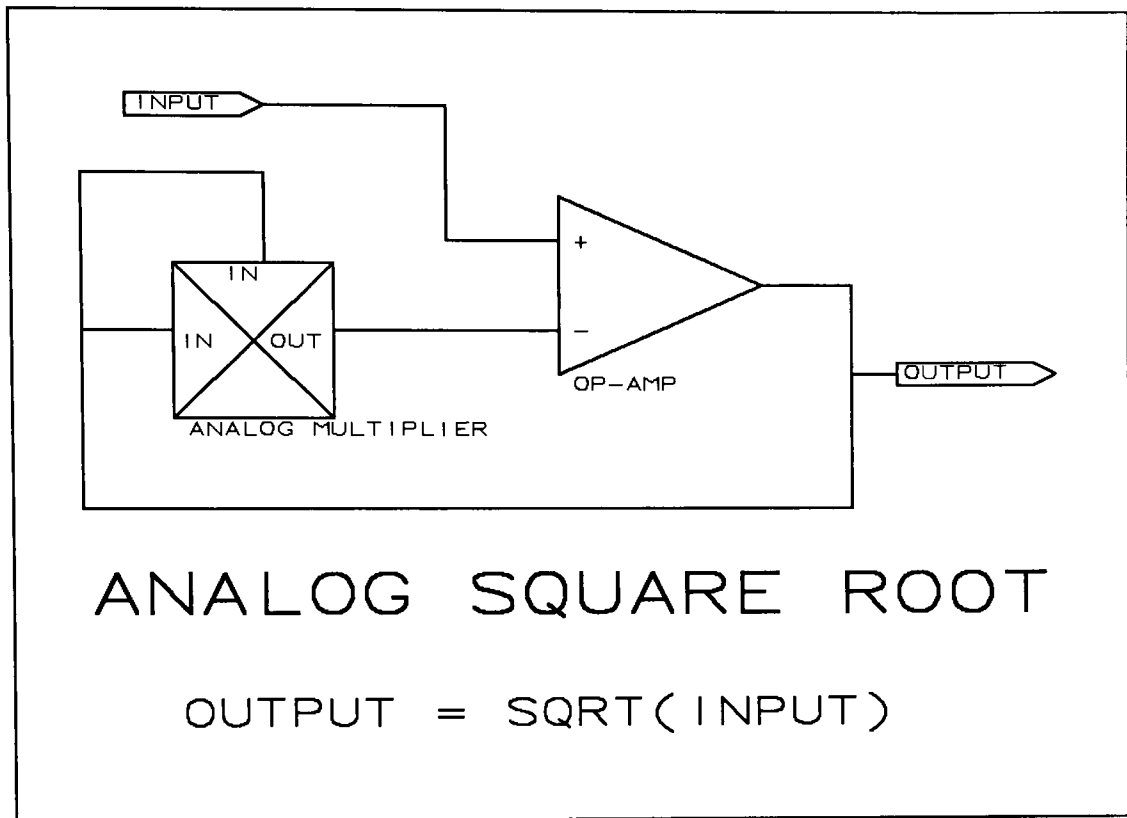 INPUT
+
IN
IN OUT
−
OP-AMP
OUTPUT
ANALOG MULTIPLIER
ANALOG SQUARE ROOT
OUTPUT = SQRT(INPUT)